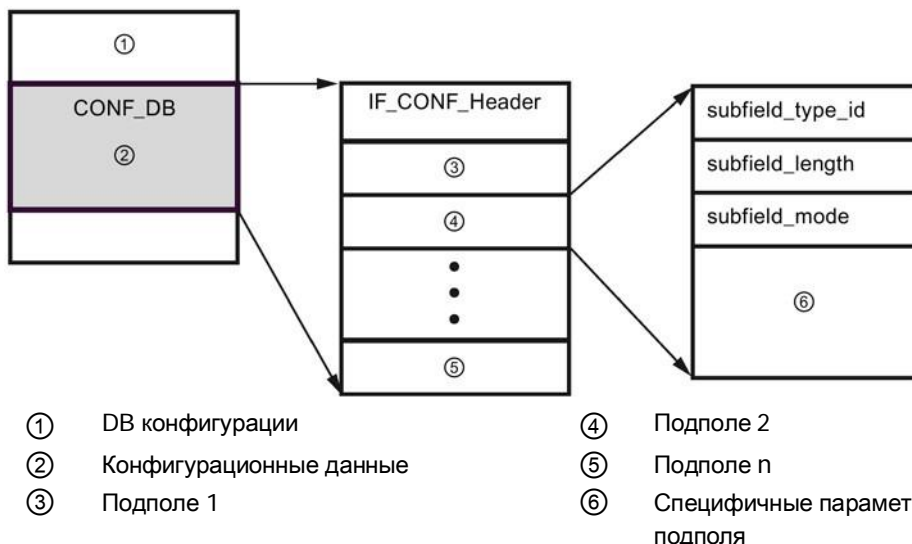 ①
CONF_DB
②
IF_CONF_Header
③
④
⑤
subfield_type_id
subfield_length
subfield_mode
⑥
① DB конфигурации
② Конфигурационные данные
③ Подполе 1
④ Подполе 2
⑤ Подполе n
⑥ Специфичные парамет
подполя